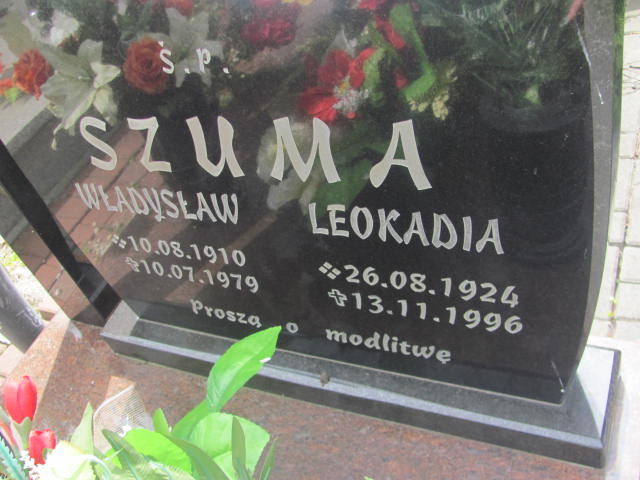 Ś.P.
SZUMA
WŁADYSŁAW LEOKADIA
10.08.1910 26.08.1924
10.07.1979 13.11.1996
Proszą o modlitwę